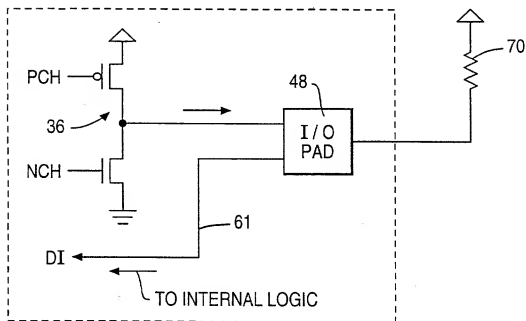 70
PCH
48
36
I/O
PAD
NCH
61
DI
TO INTERNAL LOGIC